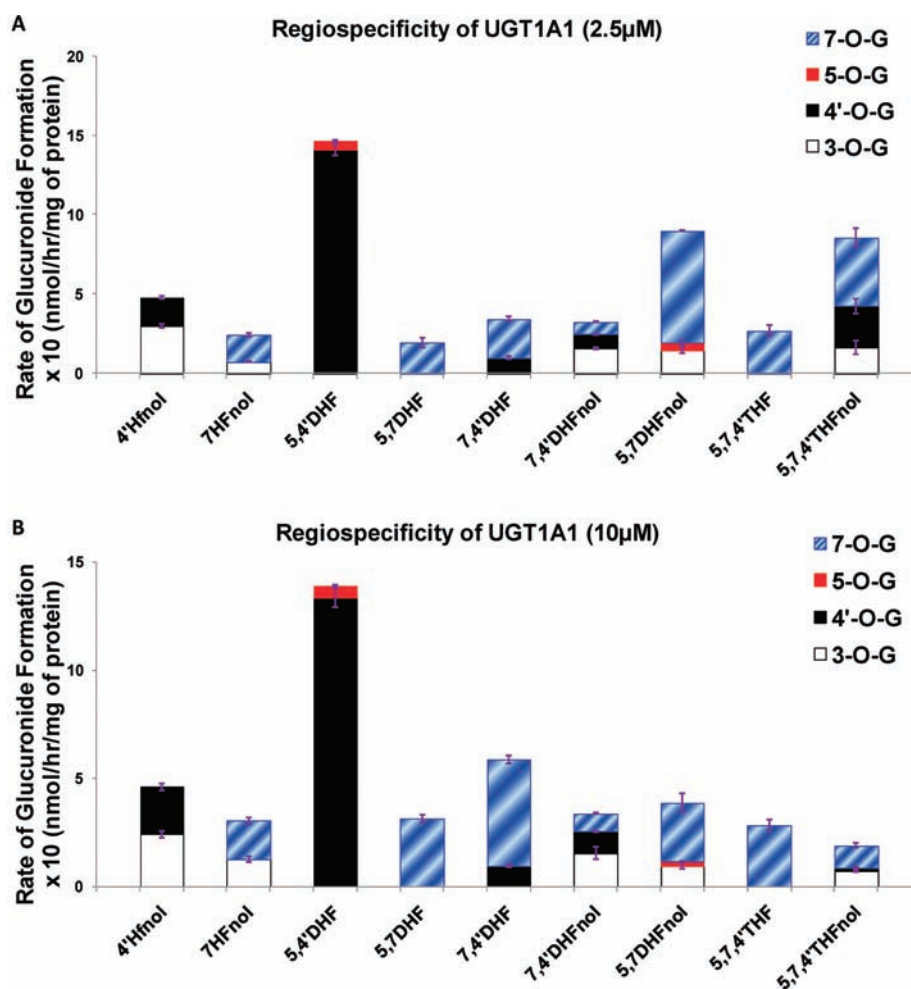 A
Regiospecificity of UGT1A1 (2.5µM)
7-O-G
5-O-G
4'-O-G
3-O-G
Rate of Glucuronide Formation
x 10 (nmol/hr/mg of protein)
20
15
10
5
0
4'Hfnol
7HFnol
5,4'DHF
5,7DHF
7,4'DHF
7,4'DHFnol
5,7DHFnol
5,7,4'THF
5,7,4'THFnol
B
Regiospecificity of UGT1A1 (10µM)
7-O-G
5-O-G
4'-O-G
3-O-G
Rate of Glucuronide Formation
x 10 (nmol/hr/mg of protein)
15
10
5
0
4'Hfnol
7HFnol
5,4'DHF
5,7DHF
7,4'DHF
7,4'DHFnol
5,7DHFnol
5,7,4'THF
5,7,4'THFnol